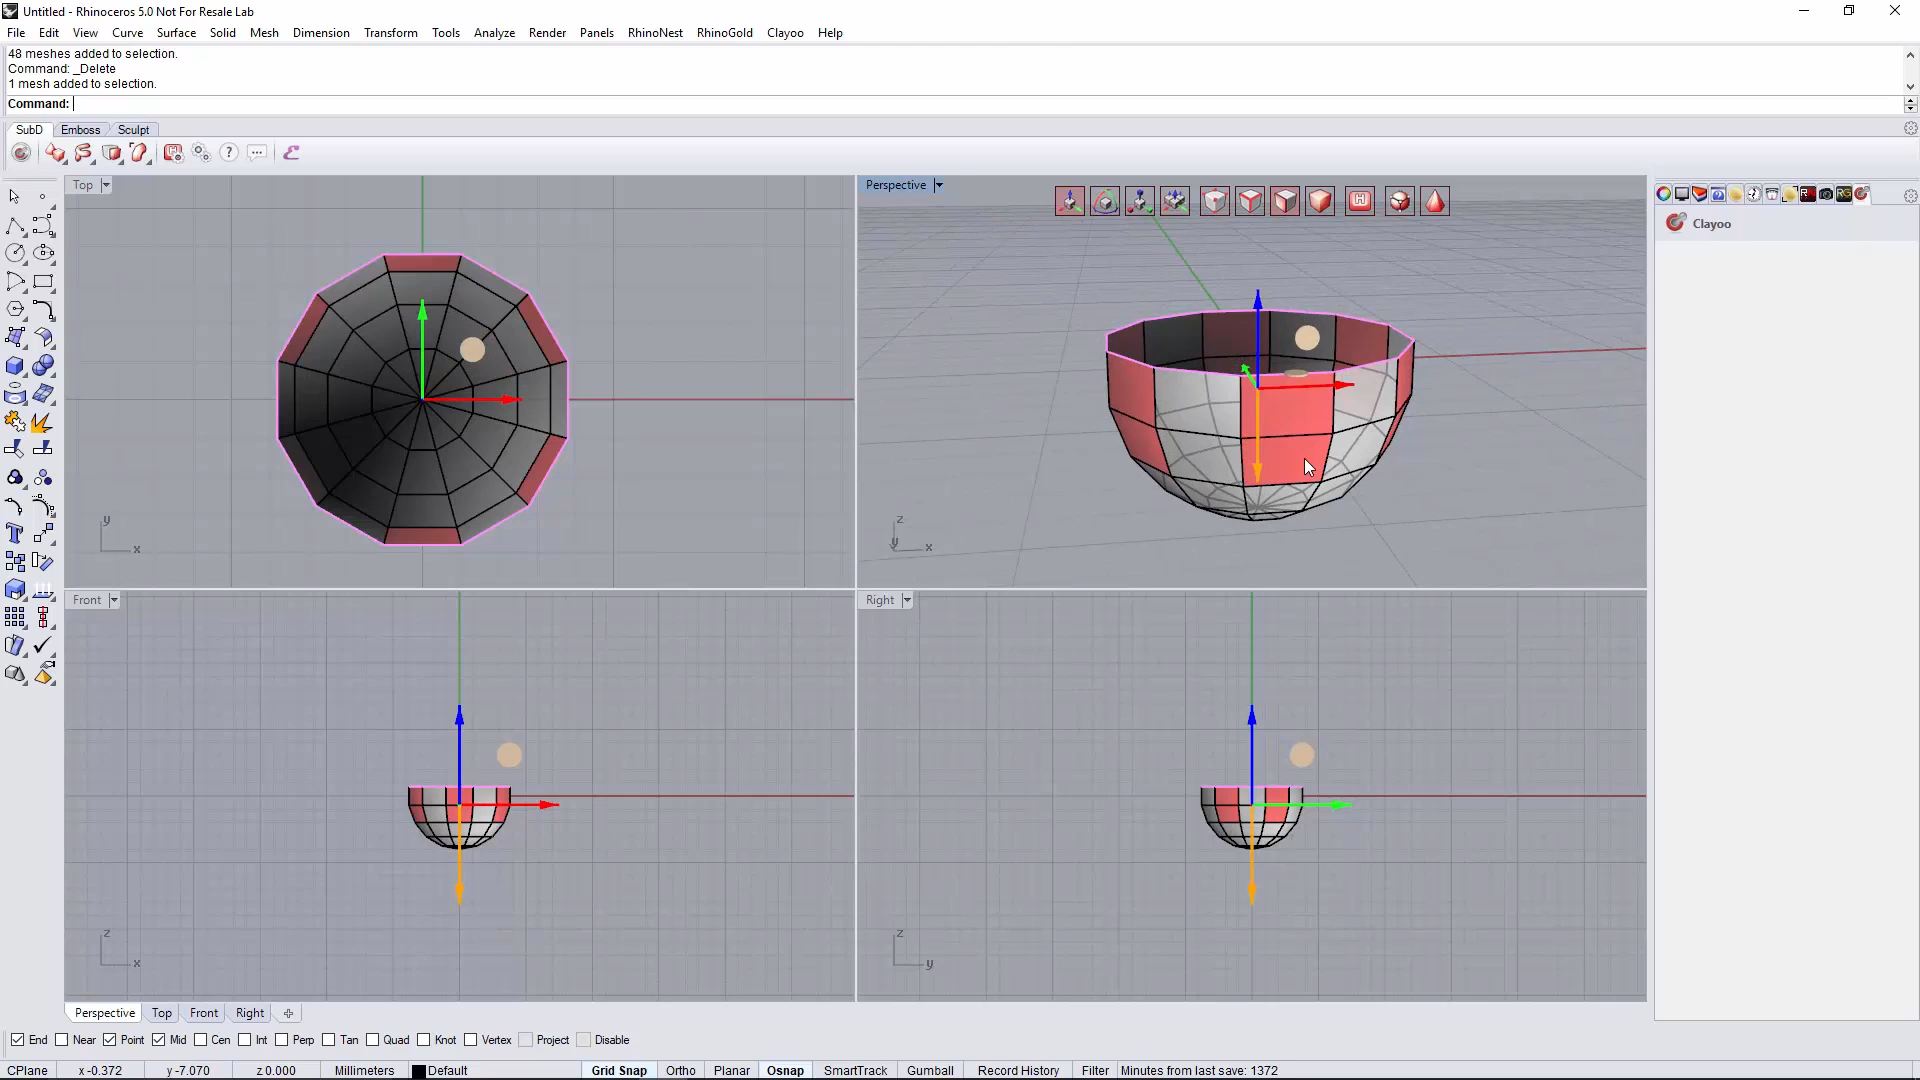 Untitled - Rhinoceros 5.0 Not For Resale Lab
File Edit View Curve Surface Solid Mesh Dimension Transform Tools Analyze Render Panels RhinoNest RhinoGold Clayoo Help
48 meshes added to selection.
Command: _Delete
1 mesh added to selection.
Command:
SubD Emboss Sculpt
Top
Perspective
Clayoo
y
x
z
y
x
Front
Right
z
x
z
y
Perspective Top Front Right
End Near Point Mid Cen Int Perp Tan Quad Knot Vertex Project Disable
CPlane x -0.372 y -7.070 z 0.000 Millimeters Default Grid Snap Ortho Planar Osnap SmartTrack Gumball Record History Filter Minutes from last save: 1372